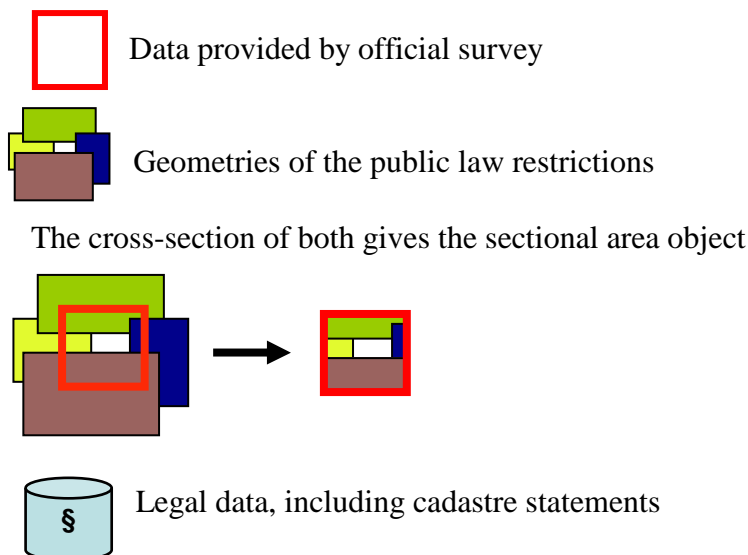 Data provided by official survey
Geometries of the public law restrictions
The cross-section of both gives the sectional area object
§
Legal data, including cadastre statements